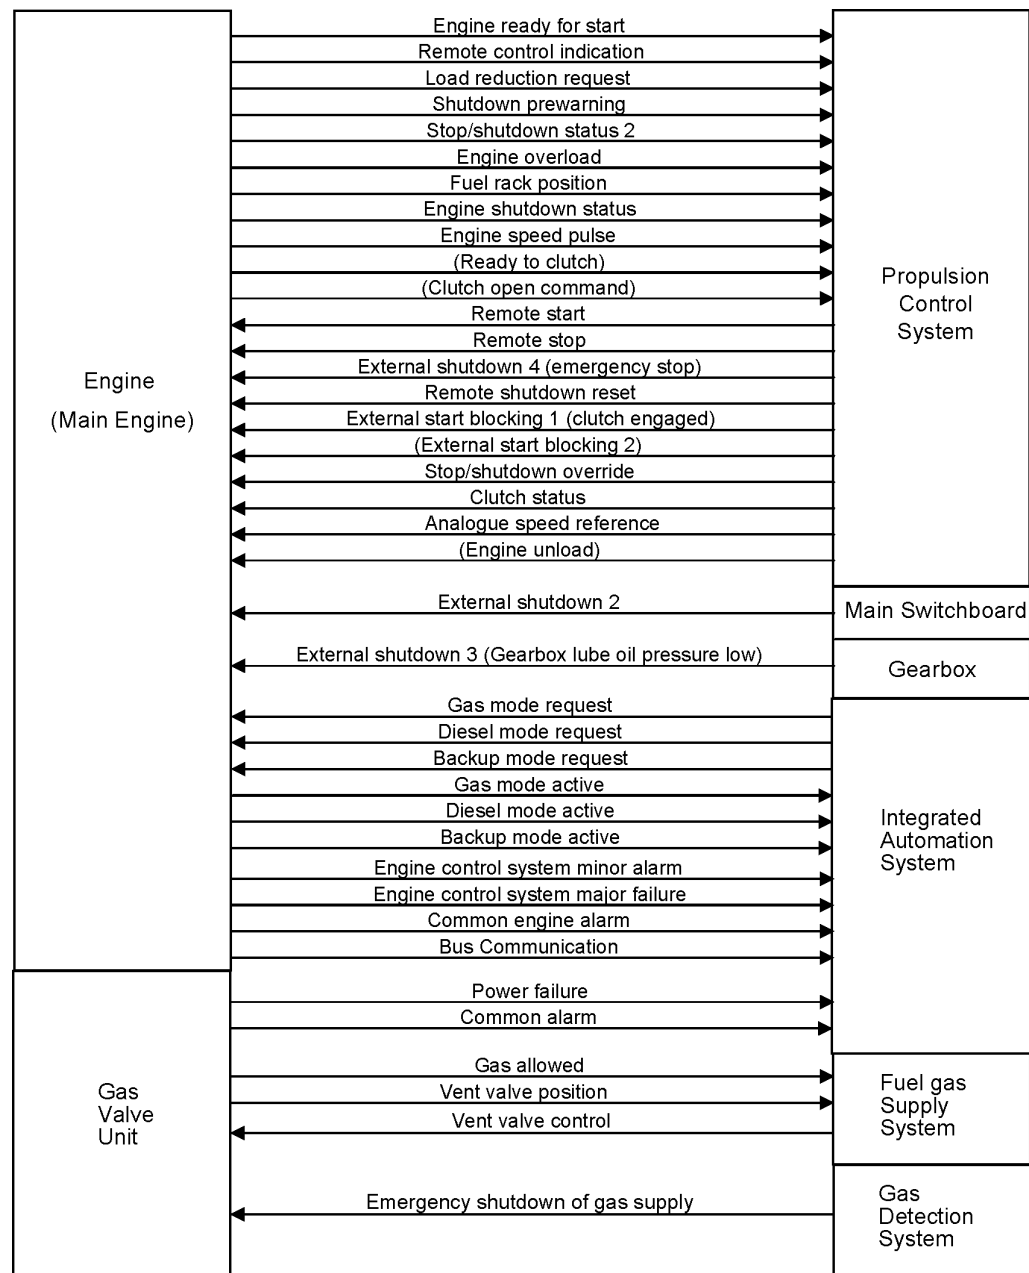 Engine ready for start
Remote control indication
Load reduction request
Shutdown prewarning
Stop/shutdown status 2
Engine overload
Fuel rack position
Engine shutdown status
Engine speed pulse
(Ready to clutch)
(Clutch open command)
Remote start
Remote stop
External shutdown 4 (emergency stop)
Remote shutdown reset
External start blocking 1 (clutch engaged)
(External start blocking 2)
Stop/shutdown override
Clutch status
Analogue speed reference
(Engine unload)
Engine
(Main Engine)
Propulsion
Control
System
External shutdown 2
Main Switchboard
External shutdown 3 (Gearbox lube oil pressure low)
Gearbox
Gas mode request
Diesel mode request
Backup mode request
Gas mode active
Diesel mode active
Backup mode active
Engine control system minor alarm
Engine control system major failure
Common engine alarm
Bus Communication
Power failure
Common alarm
Integrated
Automation
System
Gas
Valve
Unit
Gas allowed
Vent valve position
Vent valve control
Fuel gas
Supply
System
Emergency shutdown of gas supply
Gas
Detection
System